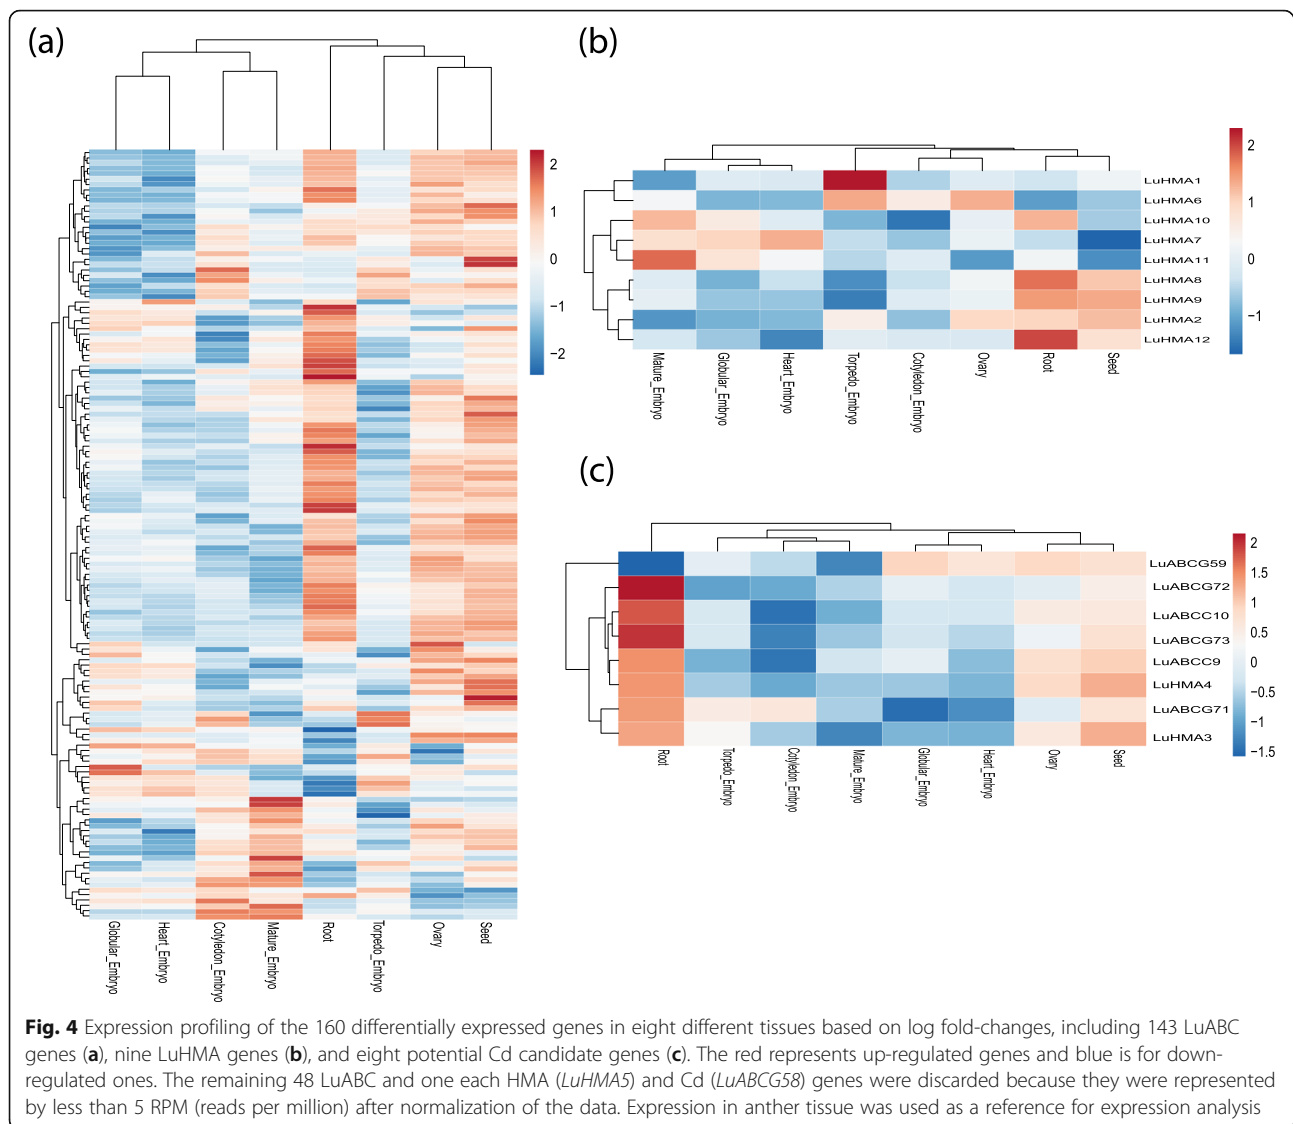 (a)
2
1
0
−1
−2
Globular_Embryo
Heart_Embryo
Cotyledon_Embryo
Mature_Embryo
Root
Torpedo_Embryo
Ovary
Seed
(b)
LuHMA1
LuHMA6
LuHMA10
LuHMA7
LuHMA11
LuHMA8
LuHMA9
LuHMA2
LuHMA12
2
1
0
−1
Mature_Embryo
Globular_Embryo
Heart_Embryo
Torpedo_Embryo
Cotyledon_Embryo
Ovary
Root
Seed
(c)
LuABCG59
LuABCG72
LuABCC10
LuABCG73
LuABCC9
LuHMA4
LuABCG71
LuHMA3
2
1.5
1
0.5
0
−0.5
−1
−1.5
Root
Torpedo_Embryo
Cotyledon_Embryo
Mature_Embryo
Globular_Embryo
Heart_Embryo
Ovary
Seed
Fig. 4 Expression profiling of the 160 differentially expressed genes in eight different tissues based on log fold-changes, including 143 LuABC
genes (a), nine LuHMA genes (b), and eight potential Cd candidate genes (c). The red represents up-regulated genes and blue is for down-
regulated ones. The remaining 48 LuABC and one each HMA (LuHMA5) and Cd (LuABCG58) genes were discarded because they were represented
by less than 5 RPM (reads per million) after normalization of the data. Expression in anther tissue was used as a reference for expression analysis